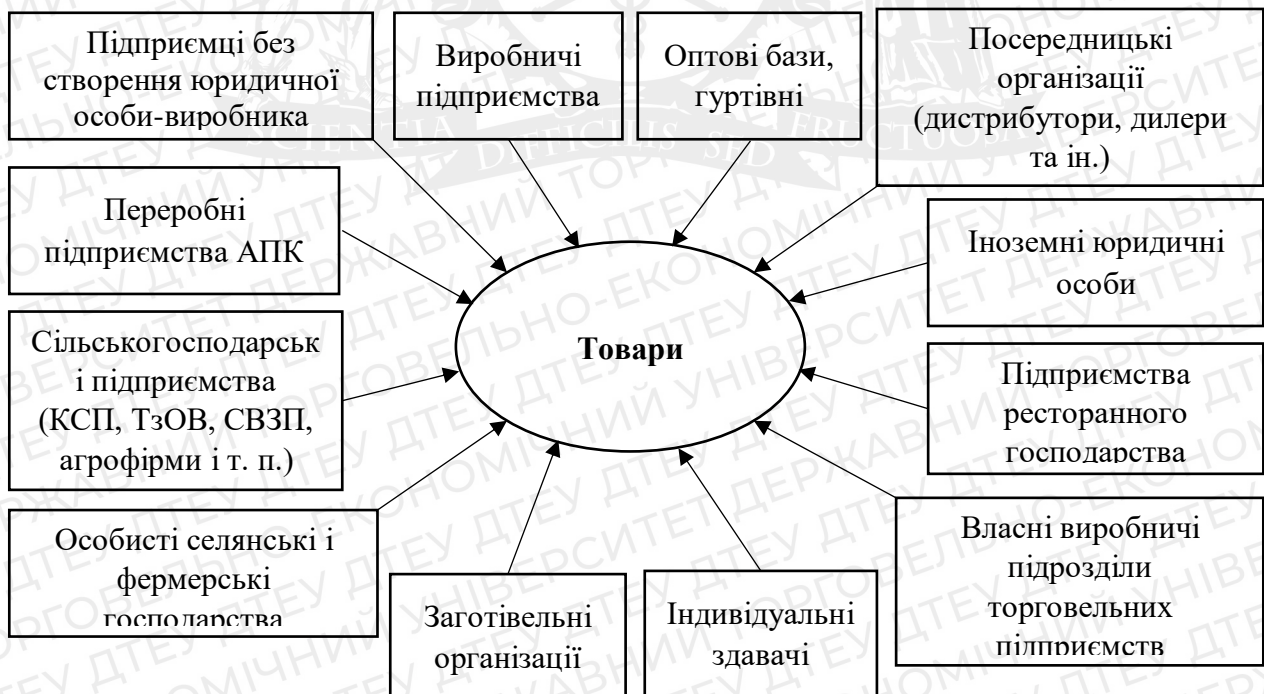 Підприємці без
створення юридичної
особи-виробника
Виробничі
підприємства
Оптові бази,
гуртівні
Посередницькі
організації
(дистрибутори, дилери
та ін.)
Переробні
підприємства АПК
Іноземні юридичні
особи
Товари
Сільськогосподарськ
і підприємства
(КСП, ТзОВ, СВЗП,
агрофірми і т. п.)
Підприємства
ресторанного
господарства
Особисті селянські і
фермерські
господарства
Заготівельні
організації
Індивідуальні
здавачі
Власні виробничі
підрозділи
торговельних
підприємств